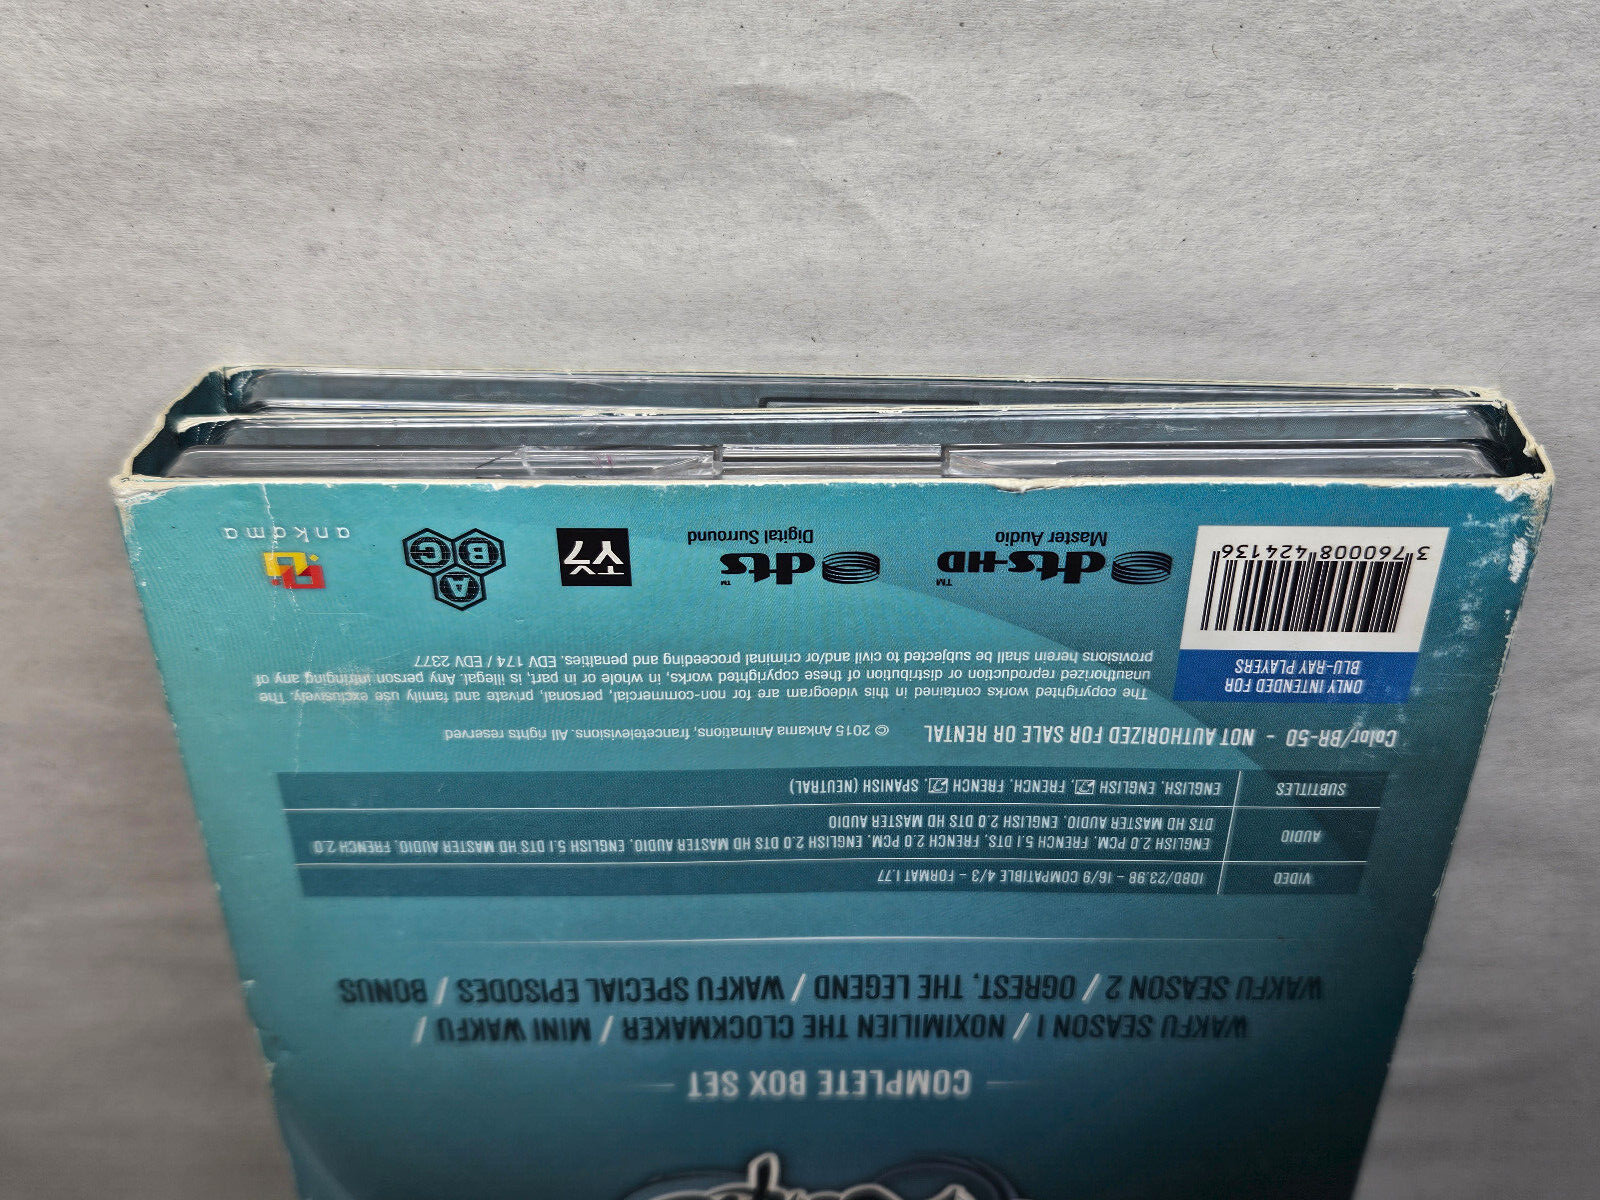 COMPLETE BOX SET
WAKFU SEASON 1 / NOXIMILIEN THE CLOCKMAKER / MINI WAKFU /
WAKFU SEASON 2 / OGREST, THE LEGEND / WAKFU SPECIAL EPISODES / BONUS
VIDEO 1080/23.98 - 16/9 COMPATIBLE 4/3 - FORMAT 1.77
AUDIO ENGLISH 2.0 PCM, FRENCH 5.1 DTS, FRENCH 2.0 PCM, ENGLISH 2.0 DTS HD MASTER AUDIO, ENGLISH 5.1 DTS HD MASTER AUDIO, FRENCH 2.0
DTS HD MASTER AUDIO, ENGLISH DTS 2.0 HD MASTER AUDIO
SUBTITLES ENGLISH, ENGLISH, FRENCH, FRENCH, SPANISH (NEUTRAL)
Color/BR-50 - NOT AUTHORIZED FOR SALE OR RENTAL © 2015 Ankama Animations, francetelevisions. All rights reserved
The copyrighted works contained in this videogram are for non-commercial, personal, private and family use exclusively. The
unauthorized reproduction or distribution of these copyrighted works, in whole or in part, is illegal. Any person infringing any of
provisions herein shall be subjected to civil and/or criminal proceeding and penalties. EDV 174 / EDV 2377
ONLY INTENDED FOR
BLU-RAY PLAYERS
3 760008 424136
dts-HD™
Master Audio
dts™
Digital Surround
TV
Y7
A
B
C
ankama